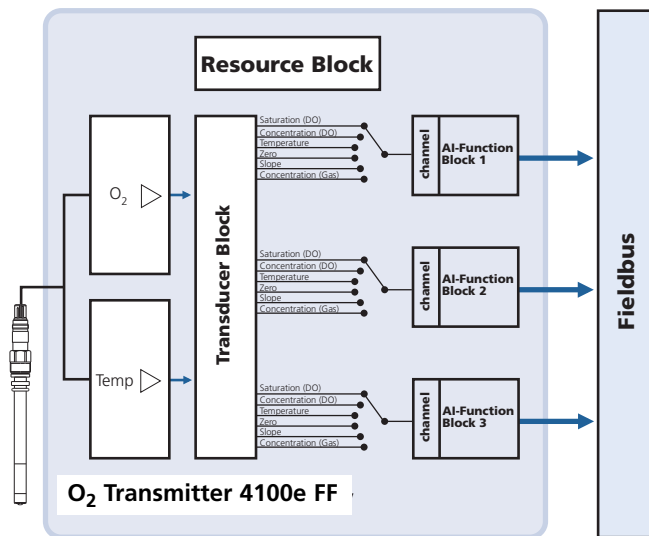 Resource Block
O2
Temp
Transducer Block
Saturation (DO)
Concentration (DO)
Temperature
Zero
Slope
Concentration (Gas)
channel
AI-Function
Block 1
Saturation (DO)
Concentration (DO)
Temperature
Zero
Slope
Concentration (Gas)
channel
AI-Function
Block 2
Saturation (DO)
Concentration (DO)
Temperature
Zero
Slope
Concentration (Gas)
channel
AI-Function
Block 3
Fieldbus
O2 Transmitter 4100e FF